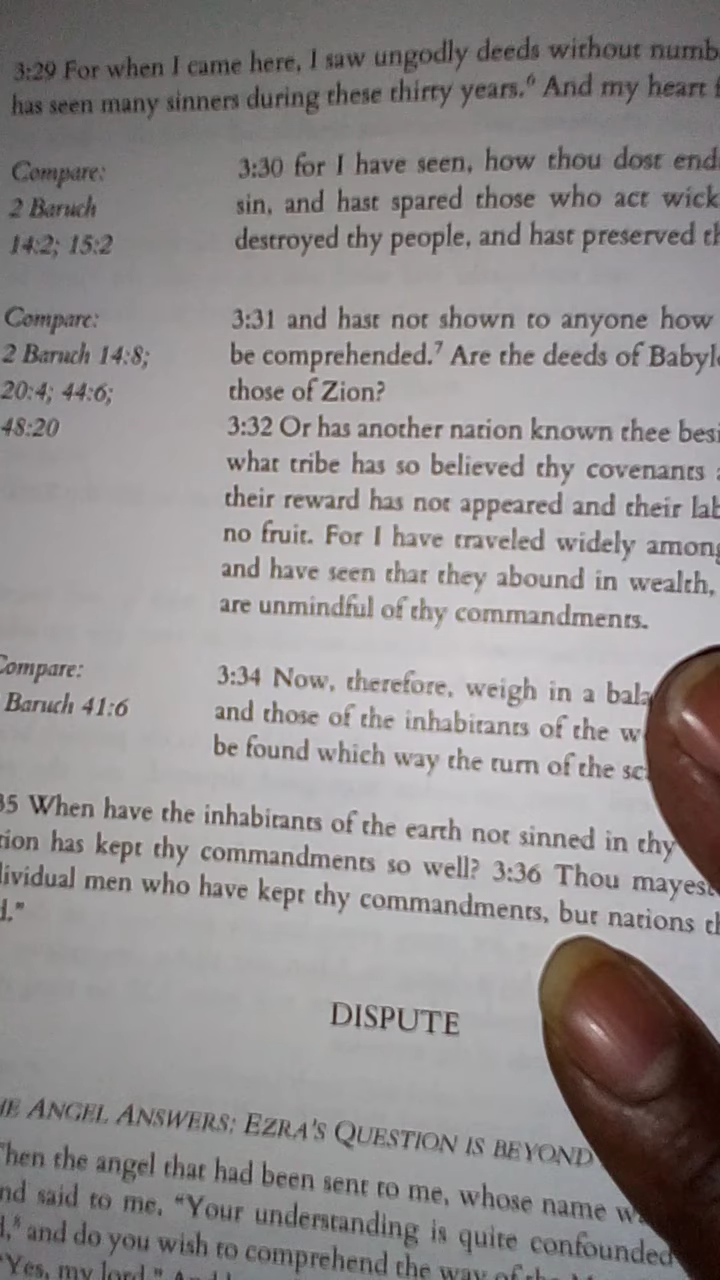 3:29 For when I came here, I saw ungodly deeds without numb
has seen many sinners during these thirty years.⁶ And my heart f
Compare:
2 Baruch
14:2; 15:2
3:30 for I have seen, how thou dost end
sin, and hast spared those who act wick
destroyed thy people, and hast preserved th
Compare:
2 Baruch 14:8;
20:4; 44:6;
48:20
3:31 and hast not shown to anyone how
be comprehended.⁷ Are the deeds of Babyl
those of Zion?
3:32 Or has another nation known thee besi
what tribe has so believed thy covenants
their reward has not appeared and their lab
no fruit. For I have traveled widely among
and have seen that they abound in wealth,
are unmindful of thy commandments.
Compare:
Baruch 41:6
3:34 Now, therefore, weigh in a bala
and those of the inhabitants of the w
be found which way the turn of the sc
35 When have the inhabitants of the earth not sinned in thy
tion has kept thy commandments so well? 3:36 Thou mayes
dividual men who have kept thy commandments, but nations th
d."
DISPUTE
HE ANGEL ANSWERS: EZRA'S QUESTION IS BEYOND
Then the angel that had been sent to me, whose name w
nd said to me, "Your understanding is quite confounded
d,⁸ and do you wish to comprehend the way of the
"Yes, my lord."